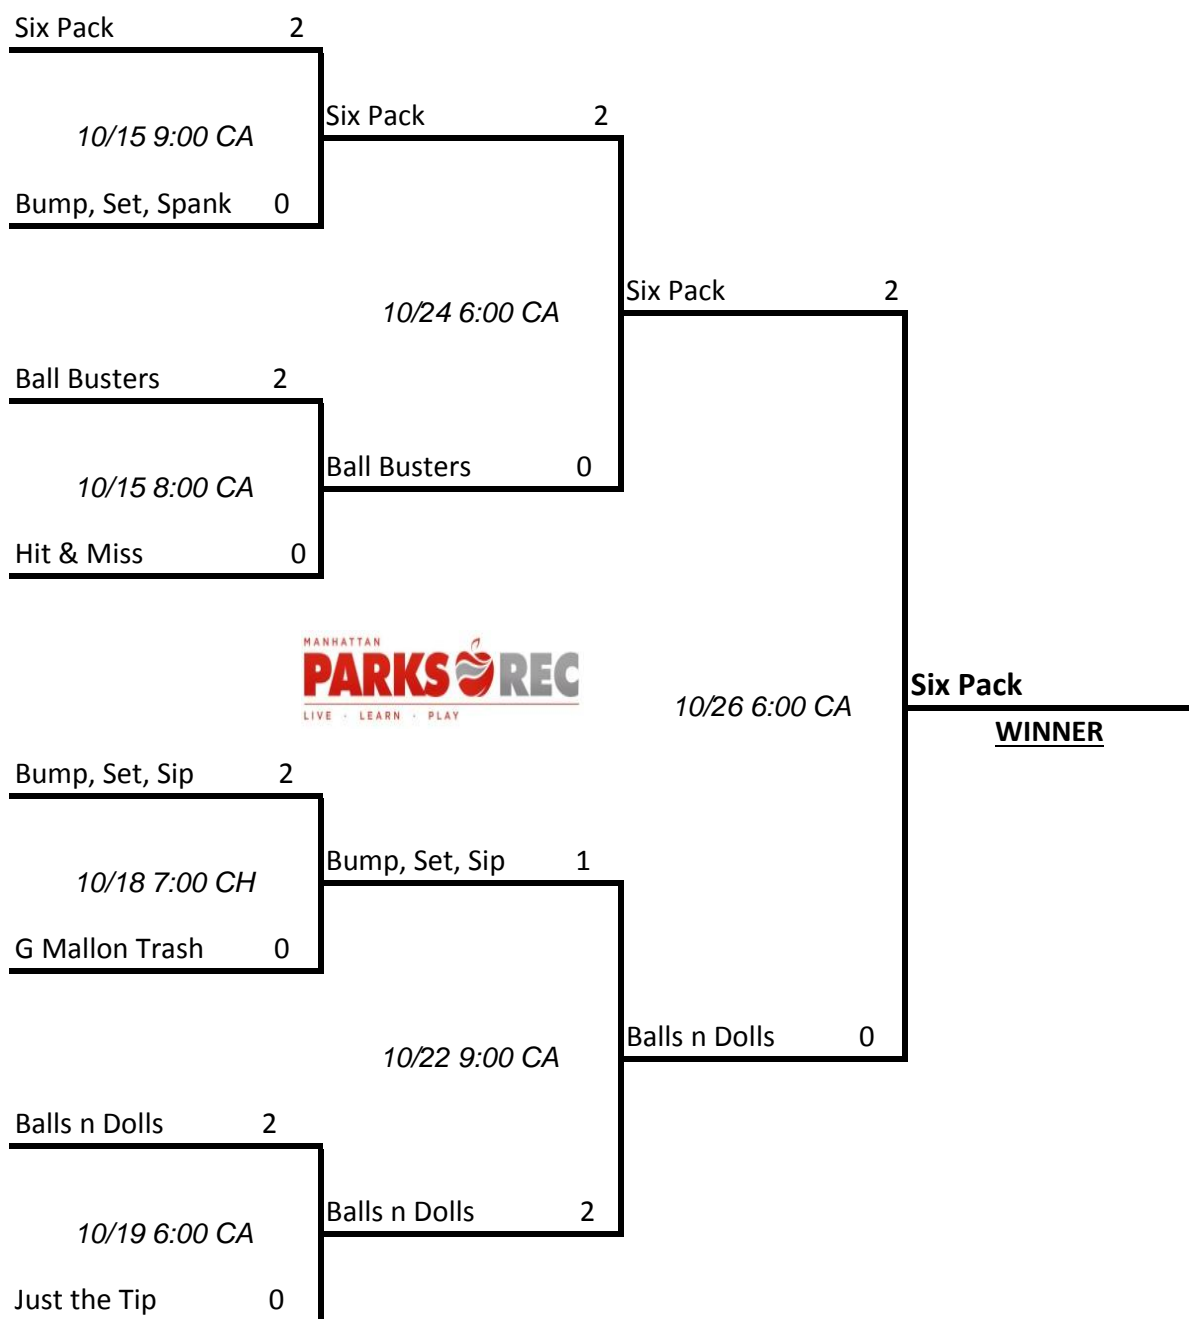 Six Pack 2
10/15 9:00 CA
Bump, Set, Spank 0
Six Pack 2
10/24 6:00 CA
Ball Busters 2
10/15 8:00 CA
Hit & Miss 0
Ball Busters 0
Six Pack 2
MANHATTAN
PARKS REC
LIVE · LEARN · PLAY
10/26 6:00 CA
Six Pack
WINNER
Bump, Set, Sip 2
10/18 7:00 CH
G Mallon Trash 0
Bump, Set, Sip 1
10/22 9:00 CA
Balls n Dolls 0
Balls n Dolls 2
10/19 6:00 CA
Just the Tip 0
Balls n Dolls 2